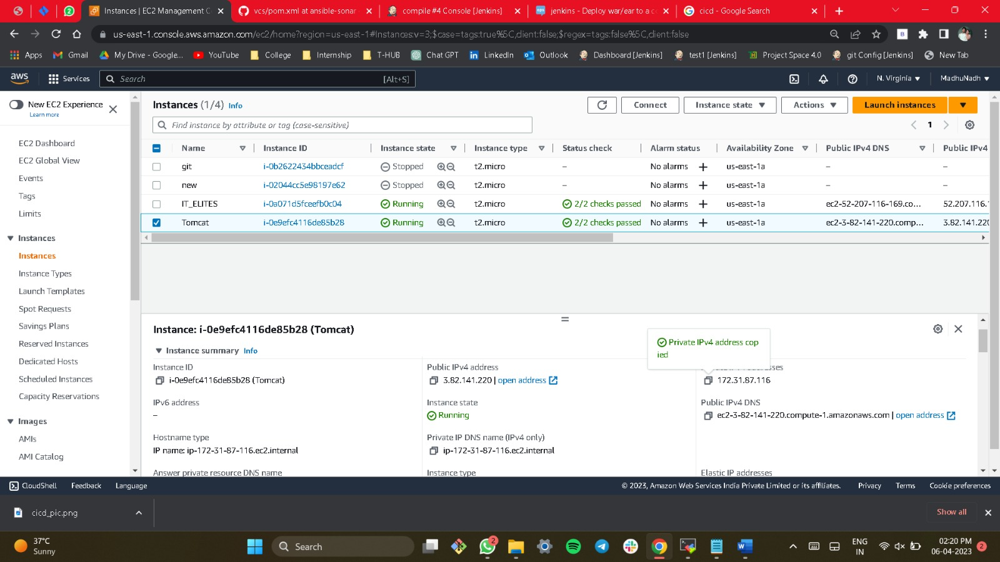 Instances | EC2 Management C
vcs/pom.xml at ansible-sonar
compile #4 Console [Jenkins]
jenkins - Deploy war/ear to a c
cicd - Google Search
us-east-1.console.aws.amazon.com/ec2/home?region=us-east-1#Instances:v=3;$case=tags:true%5C,client:false;$regex=tags:false%5C,client:false
Apps
Gmail
My Drive - Google...
YouTube
College
Internship
T-HUB
Chat GPT
LinkedIn
Outlook
Dashboard [Jenkins]
test1 [Jenkins]
Project Space 4.0
git Config [Jenkins]
New Tab
aws
Services
Search
[Alt+S]
N. Virginia
MadhuNadh
New EC2 Experience
Learn more
EC2 Dashboard
EC2 Global View
Events
Tags
Limits
Instances
Instances
Instance Types
Launch Templates
Spot Requests
Savings Plans
Reserved Instances
Dedicated Hosts
Scheduled Instances
Capacity Reservations
Images
AMIs
AMI Catalog
Instances (1/4) Info
Connect
Instance state
Actions
Launch instances
Find instance by attribute or tag (case-sensitive)
1
Name Instance ID Instance state Instance type Status check Alarm status Availability Zone Public IPv4 DNS Public IPv4
git i-0b2622434bbceadcf Stopped t2.micro – No alarms + us-east-1a – –
new i-02044cc5e98197e62 Stopped t2.micro – No alarms + us-east-1a – –
IT_ELITES i-0a071d5fceefb0c04 Running t2.micro 2/2 checks passed No alarms + us-east-1a ec2-52-207-116-169.co... 52.207.116.
Tomcat i-0e9efc4116de85b28 Running t2.micro 2/2 checks passed No alarms + us-east-1a ec2-3-82-141-220.comp... 3.82.141.220
Instance: i-0e9efc4116de85b28 (Tomcat)
Private IPv4 address cop
ied
Instance summary Info
Instance ID
i-0e9efc4116de85b28 (Tomcat)
Public IPv4 address
3.82.141.220 | open address
172.31.87.116
IPv6 address
–
Instance state
Running
Public IPv4 DNS
ec2-3-82-141-220.compute-1.amazonaws.com | open address
Hostname type
IP name: ip-172-31-87-116.ec2.internal
Private IP DNS name (IPv4 only)
ip-172-31-87-116.ec2.internal
Answer private resource DNS name
Instance type
Elastic IP addresses
CloudShell
Feedback
Language
© 2023, Amazon Web Services India Private Limited or its affiliates.
Privacy
Terms
Cookie preferences
cicd_pic.png
Show all
37°C
Sunny
Search
2
ENG
IN
02:20 PM
06-04-2023
2